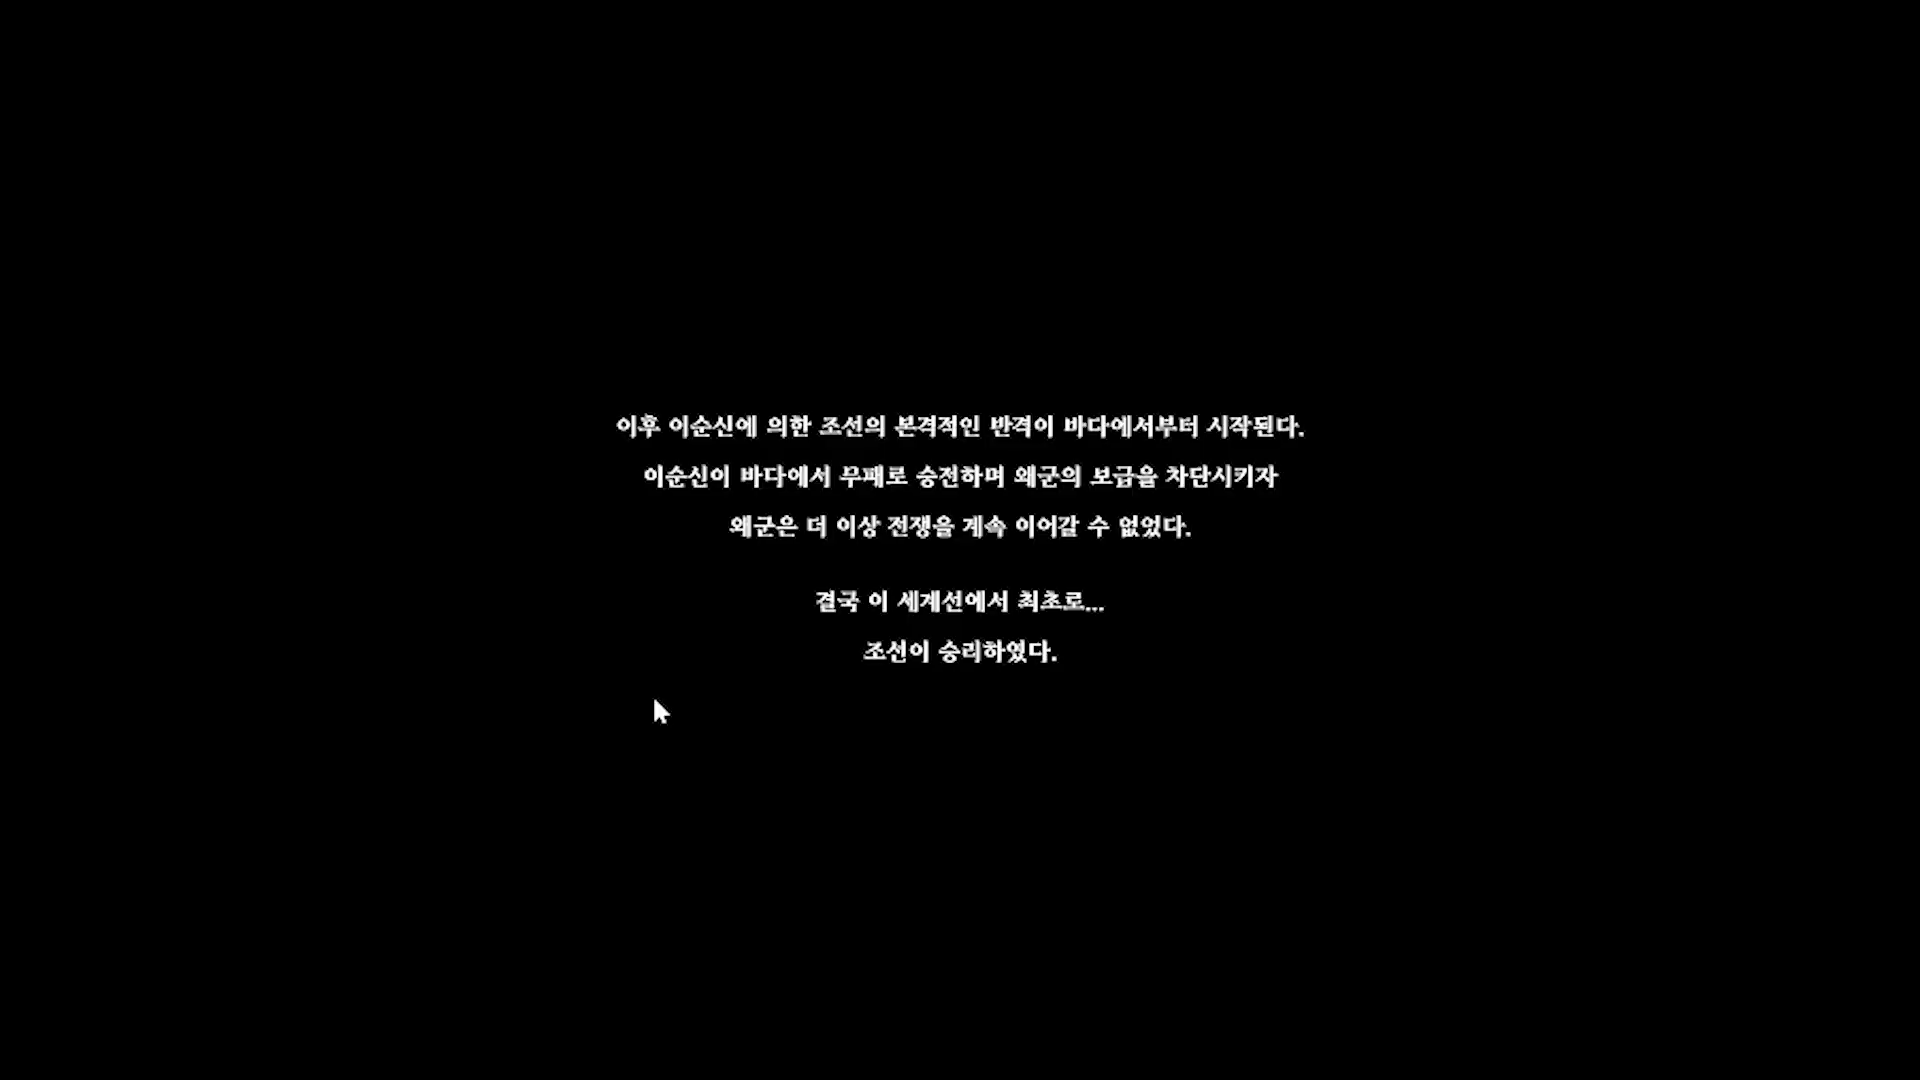 이후 이순신에 의한 조선의 본격적인 반격이 바다에서부터 시작된다.
이순신이 바다에서 무패로 승전하며 왜군의 보급을 차단시키자
왜군은 더 이상 전쟁을 계속 이어갈 수 없었다.
결국 이 세계선에서 최초로...
조선이 승리하였다.